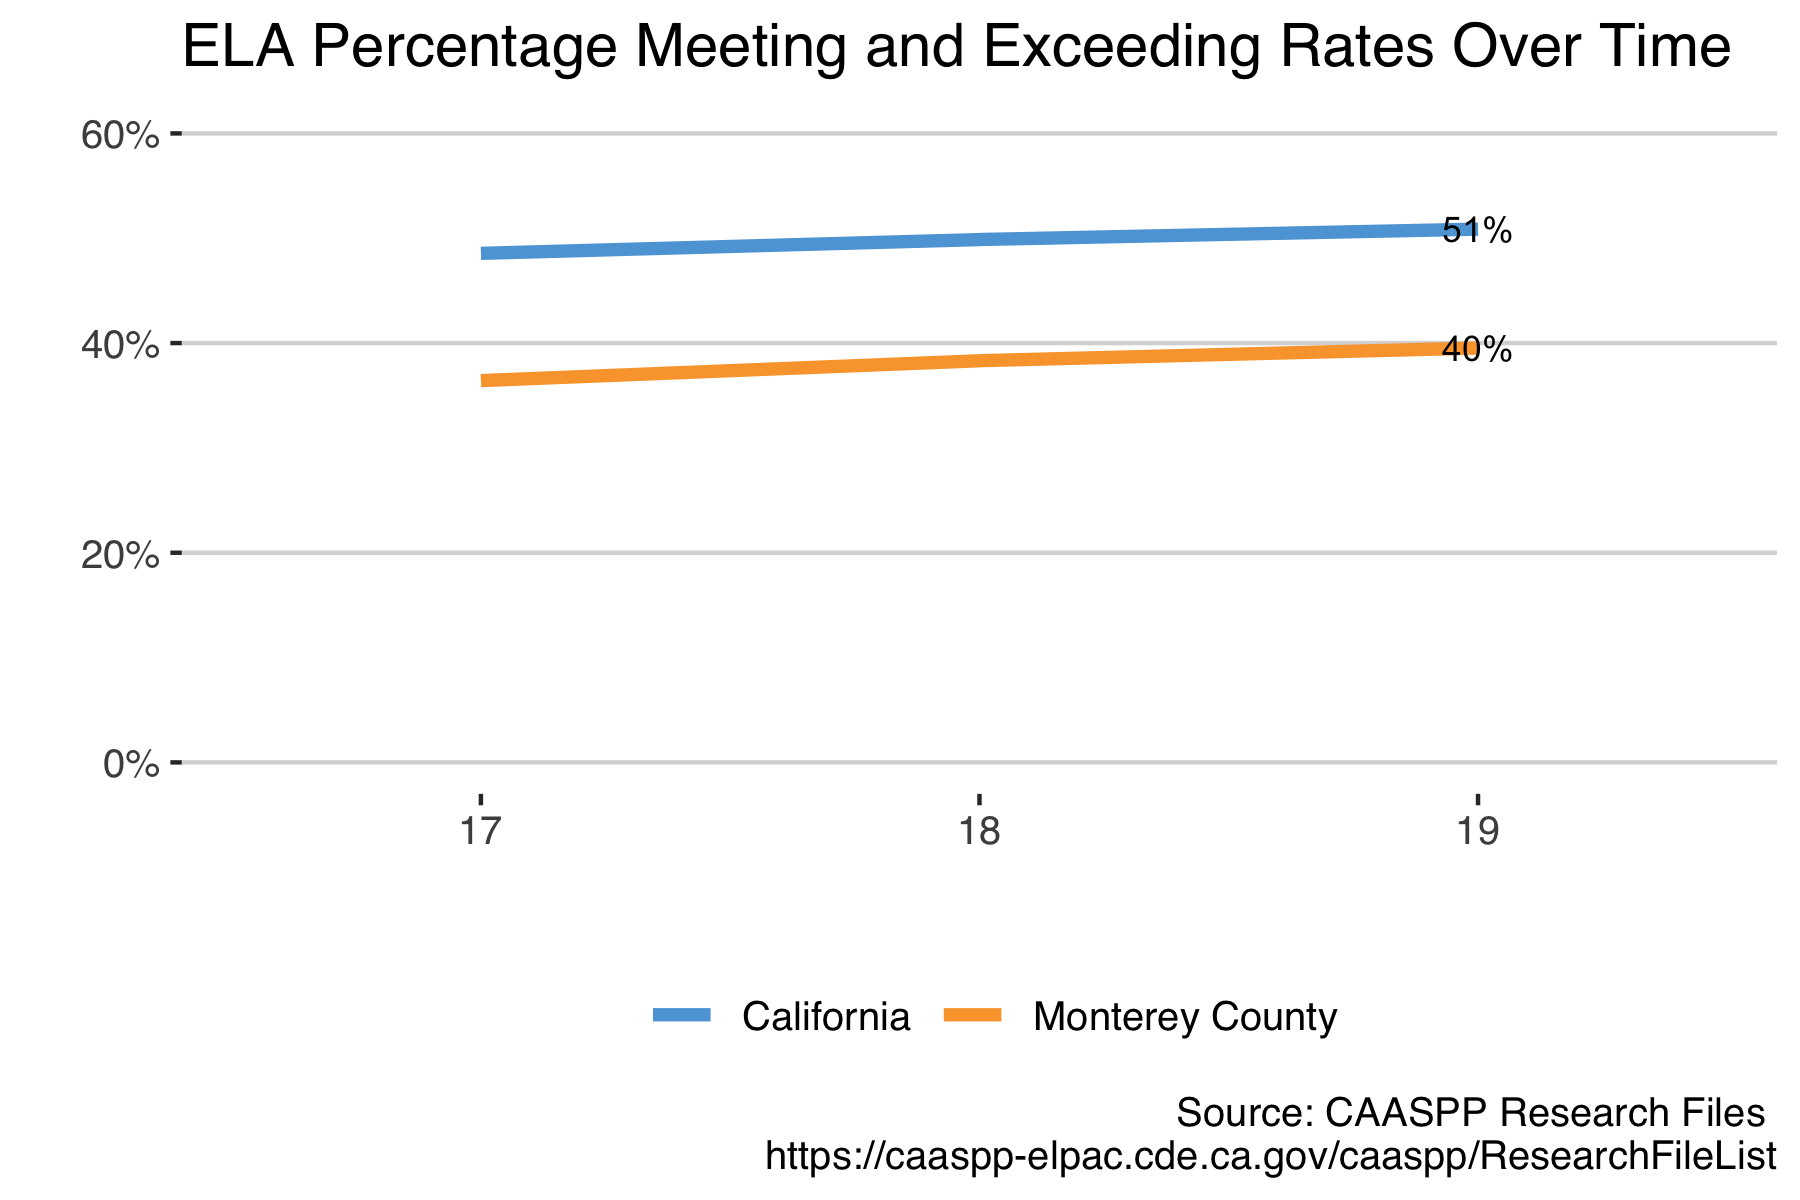 ELA Percentage Meeting and Exceeding Rates Over Time
60%
51%
40%
40%
20%
0%
17 18 19
California Monterey County
Source: CAASPP Research Files
https://caaspp-elpac.cde.ca.gov/caaspp/ResearchFileList